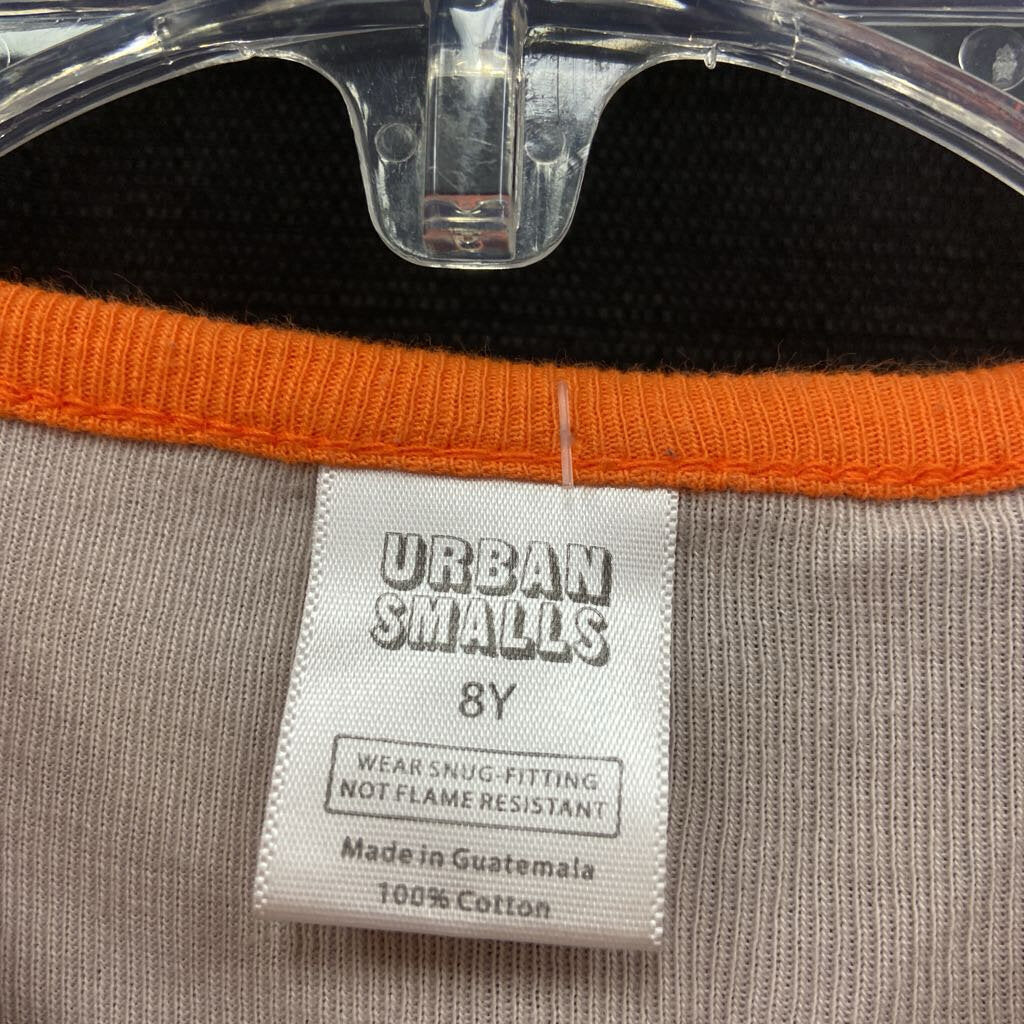 URBAN
SMALLS
8Y
WEAR SNUG-FITTING
NOT FLAME RESISTANT
Made in Guatemala
100% Cotton